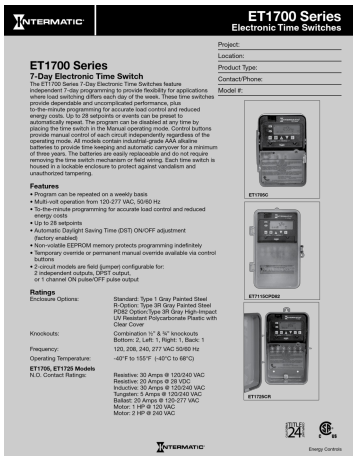 INTERMATIC®
ET1700 Series
Electronic Time Switches
Project:
Location:
Product Type:
Contact/Phone:
Model #:
ET1700 Series
7-Day Electronic Time Switch
The ET1700 Series 7-Day Electronic Time Switches feature
independent 7-day programming to provide flexibility for applications
where load switching differs each day of the week. These time switches
provide dependable and uncomplicated performance, plus
to-the-minute programming for accurate load control and reduced
energy costs. Up to 28 setpoints or events can be preset to
automatically repeat. The program can be disabled at any time by
placing the time switch in the Manual operating mode. Control buttons
provide manual control of each circuit independently regardless of the
operating mode. All models contain industrial-grade AAA alkaline
batteries to provide time keeping and automatic carryover for a minimum
of three years. The batteries are easily replaceable and do not require
removing the time switch mechanism or field wiring. Each time switch is
housed in a lockable enclosure to protect against vandalism and
unauthorized tampering.
Features
• Program can be repeated on a weekly basis
• Multi-volt operation from 120-277 VAC, 50/60 Hz
• To-the-minute programming for accurate load control and reduced
energy costs
• Up to 28 setpoints
• Automatic Daylight Saving Time (DST) ON/OFF adjustment
(factory enabled)
• Non-volatile EEPROM memory protects programming indefinitely
• Temporary override or permanent manual override available via control
buttons
• 2-circuit models are field (jumper) configurable for:
2 independent outputs, DPST output,
or 1 channel ON pulse/OFF pulse output
Ratings
Enclosure Options: Standard: Type 1 Gray Painted Steel
R-Option: Type 3R Gray Painted Steel
PD82 Option:Type 3R Gray High-Impact
UV Resistant Polycarbonate Plastic with
Clear Cover
Knockouts: Combination ½" & ¾" knockouts
Bottom: 2, Left: 1, Right: 1, Back: 1
Frequency: 120, 208, 240, 277 VAC 50/60 Hz
Operating Temperature: -40°F to 155°F (-40°C to 68°C)
ET1705, ET1725 Models
N.O. Contact Ratings: Resistive: 30 Amps @ 120/240 VAC
Resistive: 20 Amps @ 28 VDC
Inductive: 30 Amps @ 120/240 VAC
Tungsten: 5 Amps @ 120/240 VAC
Ballast: 20 Amps @ 120-277 VAC
Motor: 1 HP @ 120 VAC
Motor: 2 HP @ 240 VAC
ET1705C
ET1715CPD82
ET1725CR
INTERMATIC®
TITLE
24
C US
Energy Controls